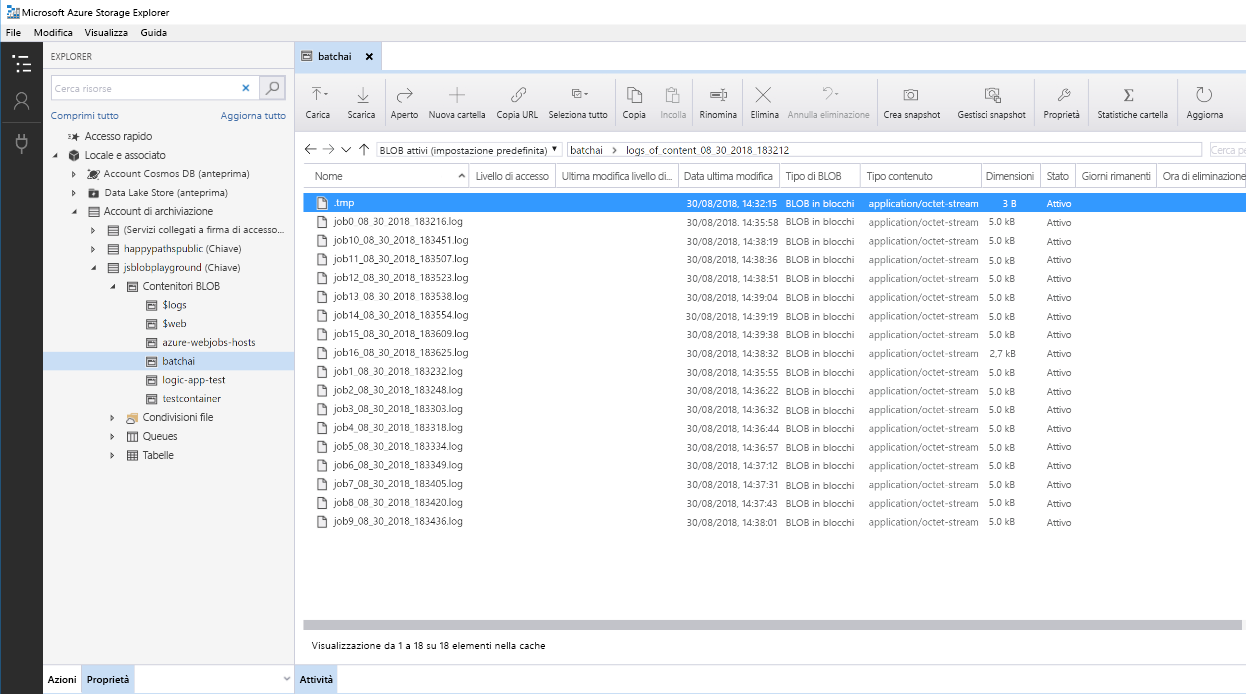 Microsoft Azure Storage Explorer
File Modifica Visualizza Guida
EXPLORER
Cerca risorse
Comprimi tutto Aggiorna tutto
Accesso rapido
Locale e associato
Account Cosmos DB (anteprima)
Data Lake Store (anteprima)
Account di archiviazione
(Servizi collegati a firma di accesso...
happypathspublic (Chiave)
jsblobplayground (Chiave)
Contenitori BLOB
$logs
$web
azure-webjobs-hosts
batchai
logic-app-test
testcontainer
Condivisioni file
Queues
Tabelle
Azioni Proprietà
batchai
Carica Scarica Aperto Nuova cartella Copia URL Seleziona tutto Copia Incolla Rinomina Elimina Annulla eliminazione Crea snapshot Gestisci snapshot Proprietà Statistiche cartella Aggiorna
BLOB attivi (impostazione predefinita) batchai logs_of_content_08_30_2018_183212 Cerca pe
Nome Livello di accesso Ultima modifica livello di... Data ultima modifica Tipo di BLOB Tipo contenuto Dimensioni Stato Giorni rimanenti Ora di eliminazione
.tmp 30/08/2018, 14:32:15 BLOB in blocchi application/octet-stream 3 B Attivo
job0_08_30_2018_183216.log 30/08/2018, 14:35:58 BLOB in blocchi application/octet-stream 5.0 kB Attivo
job10_08_30_2018_183451.log 30/08/2018, 14:38:19 BLOB in blocchi application/octet-stream 5.0 kB Attivo
job11_08_30_2018_183507.log 30/08/2018, 14:38:36 BLOB in blocchi application/octet-stream 5.0 kB Attivo
job12_08_30_2018_183523.log 30/08/2018, 14:38:51 BLOB in blocchi application/octet-stream 5.0 kB Attivo
job13_08_30_2018_183538.log 30/08/2018, 14:39:04 BLOB in blocchi application/octet-stream 5.0 kB Attivo
job14_08_30_2018_183554.log 30/08/2018, 14:39:19 BLOB in blocchi application/octet-stream 5.0 kB Attivo
job15_08_30_2018_183609.log 30/08/2018, 14:39:38 BLOB in blocchi application/octet-stream 5.0 kB Attivo
job16_08_30_2018_183625.log 30/08/2018, 14:38:32 BLOB in blocchi application/octet-stream 2,7 kB Attivo
job1_08_30_2018_183232.log 30/08/2018, 14:35:55 BLOB in blocchi application/octet-stream 5.0 kB Attivo
job2_08_30_2018_183248.log 30/08/2018, 14:36:22 BLOB in blocchi application/octet-stream 5.0 kB Attivo
job3_08_30_2018_183303.log 30/08/2018, 14:36:32 BLOB in blocchi application/octet-stream 5.0 kB Attivo
job4_08_30_2018_183318.log 30/08/2018, 14:36:44 BLOB in blocchi application/octet-stream 5.0 kB Attivo
job5_08_30_2018_183334.log 30/08/2018, 14:36:57 BLOB in blocchi application/octet-stream 5.0 kB Attivo
job6_08_30_2018_183349.log 30/08/2018, 14:37:12 BLOB in blocchi application/octet-stream 5.0 kB Attivo
job7_08_30_2018_183405.log 30/08/2018, 14:37:31 BLOB in blocchi application/octet-stream 5.0 kB Attivo
job8_08_30_2018_183420.log 30/08/2018, 14:37:43 BLOB in blocchi application/octet-stream 5.0 kB Attivo
job9_08_30_2018_183436.log 30/08/2018, 14:38:01 BLOB in blocchi application/octet-stream 5.0 kB Attivo
Visualizzazione da 1 a 18 su 18 elementi nella cache
Attività